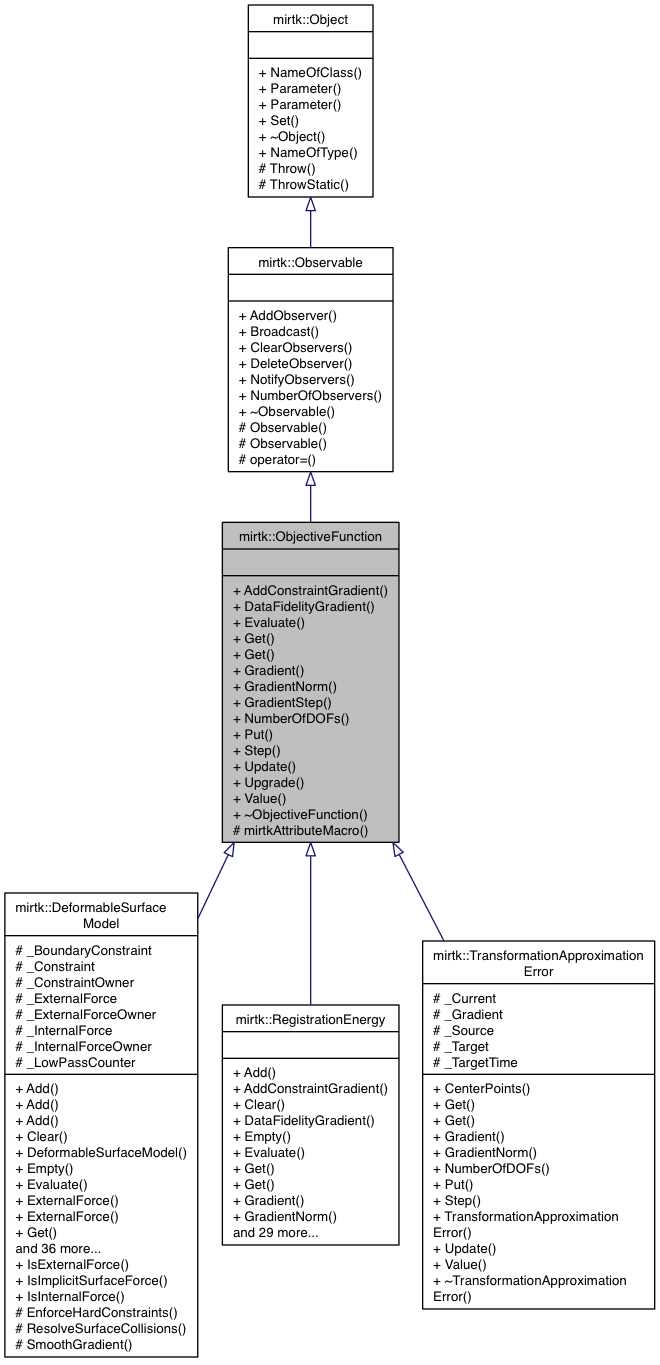 mirtk::Object
+ NameOfClass()
+ Parameter()
+ Parameter()
+ Set()
+ ~Object()
+ NameOfType()
# Throw()
# ThrowStatic()
mirtk::Observable
+ AddObserver()
+ Broadcast()
+ ClearObservers()
+ DeleteObserver()
+ NotifyObservers()
+ NumberOfObservers()
+ ~Observable()
# Observable()
# Observable()
# operator=()
mirtk::ObjectiveFunction
+ AddConstraintGradient()
+ DataFidelityGradient()
+ Evaluate()
+ Get()
+ Get()
+ Gradient()
+ GradientNorm()
+ GradientStep()
+ NumberOfDOFs()
+ Put()
+ Step()
+ Update()
+ Upgrade()
+ Value()
+ ~ObjectiveFunction()
# mirtkAttributeMacro()
mirtk::DeformableSurface
Model
# _BoundaryConstraint
# _Constraint
# _ConstraintOwner
# _ExternalForce
# _ExternalForceOwner
# _InternalForce
# _InternalForceOwner
# _LowPassCounter
+ Add()
+ Add()
+ Add()
+ Clear()
+ DeformableSurfaceModel()
+ Empty()
+ Evaluate()
+ ExternalForce()
+ ExternalForce()
+ Get()
and 36 more...
+ IsExternalForce()
+ IsImplicitSurfaceForce()
+ IsInternalForce()
# EnforceHardConstraints()
# ResolveSurfaceCollisions()
# SmoothGradient()
mirtk::RegistrationEnergy
+ Add()
+ AddConstraintGradient()
+ Clear()
+ DataFidelityGradient()
+ Empty()
+ Evaluate()
+ Get()
+ Get()
+ Gradient()
+ GradientNorm()
and 29 more...
mirtk::TransformationApproximation
Error
# _Current
# _Gradient
# _Source
# _Target
# _TargetTime
+ CenterPoints()
+ Get()
+ Get()
+ Gradient()
+ GradientNorm()
+ NumberOfDOFs()
+ Put()
+ Step()
+ TransformationApproximation
Error()
+ Update()
+ Value()
+ ~TransformationApproximation
Error()